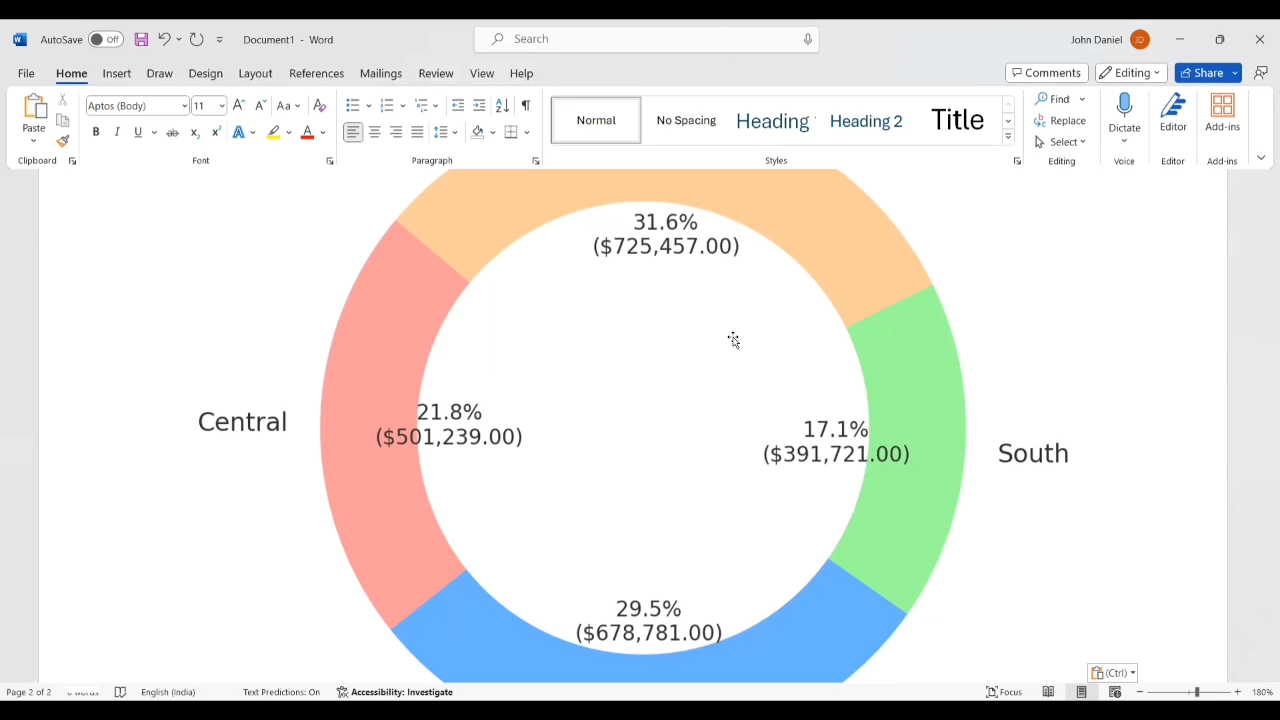 AutoSave Off Document1 - Word Search John Daniel JD
File Home Insert Draw Design Layout References Mailings Review View Help Comments Editing Share
Paste Aptos (Body) 11 Normal No Spacing Heading Heading 2 Title Find Replace Select Dictate Editor Add-ins
Clipboard Font Paragraph Styles Editing Voice Editor Add-ins
31.6%
($725,457.00)
21.8%
($501,239.00)
Central
17.1%
($391,721.00)
South
29.5%
($678,781.00)
(Ctrl)
Page 2 of 2 words English (India) Text Predictions: On Accessibility: Investigate Focus 180%